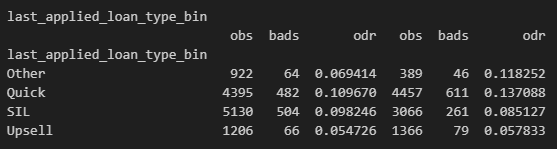 last_applied_loan_type_bin
obs bads odr obs bads odr
last_applied_loan_type_bin
Other 922 64 0.069414 389 46 0.118252
Quick 4395 482 0.109670 4457 611 0.137088
SIL 5130 504 0.098246 3066 261 0.085127
Upsell 1206 66 0.054726 1366 79 0.057833